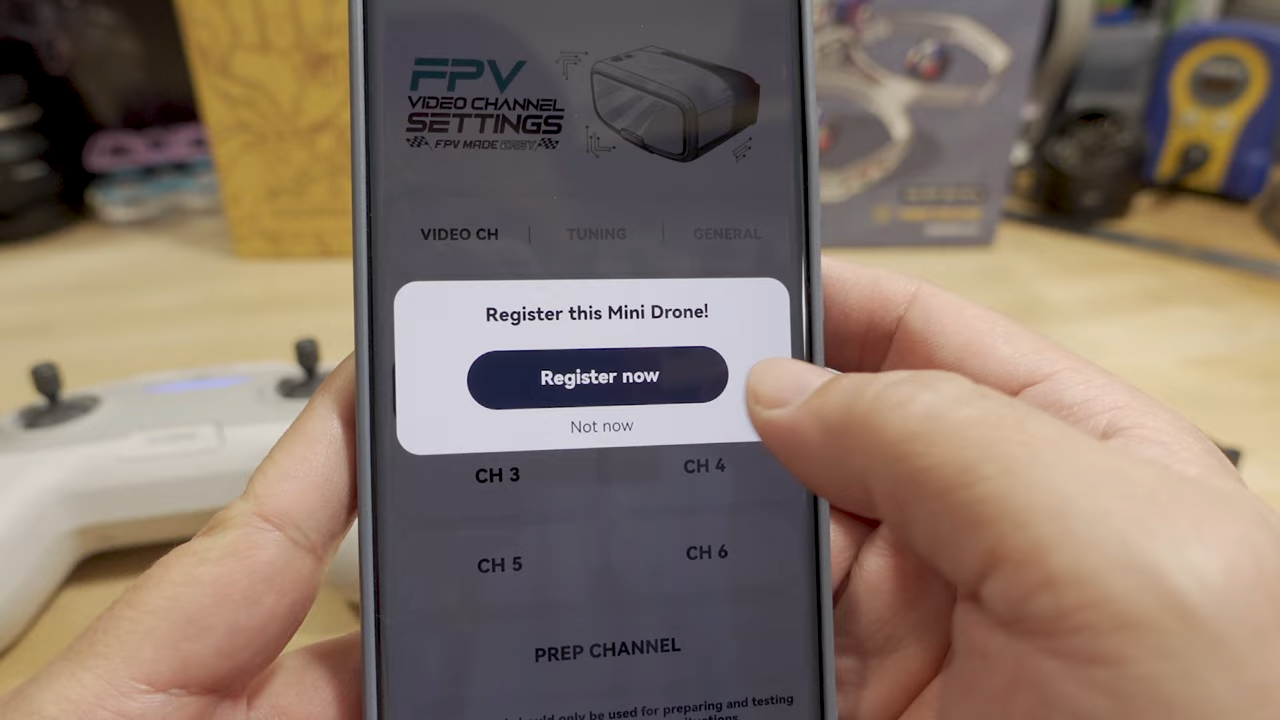 FPV
VIDEO CHANNEL
SETTINGS
FPV MADE EASY
VIDEO CH
TUNING
GENERAL
Register this Mini Drone!
Register now
Not now
CH 3
CH 4
CH 5
CH 6
PREP CHANNEL
should only be used for preparing and testing